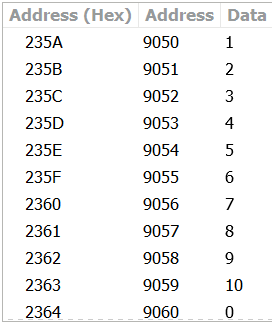 Address (Hex) Address Data
235A 9050 1
235B 9051 2
235C 9052 3
235D 9053 4
235E 9054 5
235F 9055 6
2360 9056 7
2361 9057 8
2362 9058 9
2363 9059 10
2364 9060 0